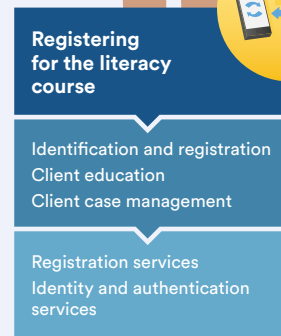 Registering
for the literacy
course
Identification and registration
Client education
Client case management
Registration services
Identity and authentication
services